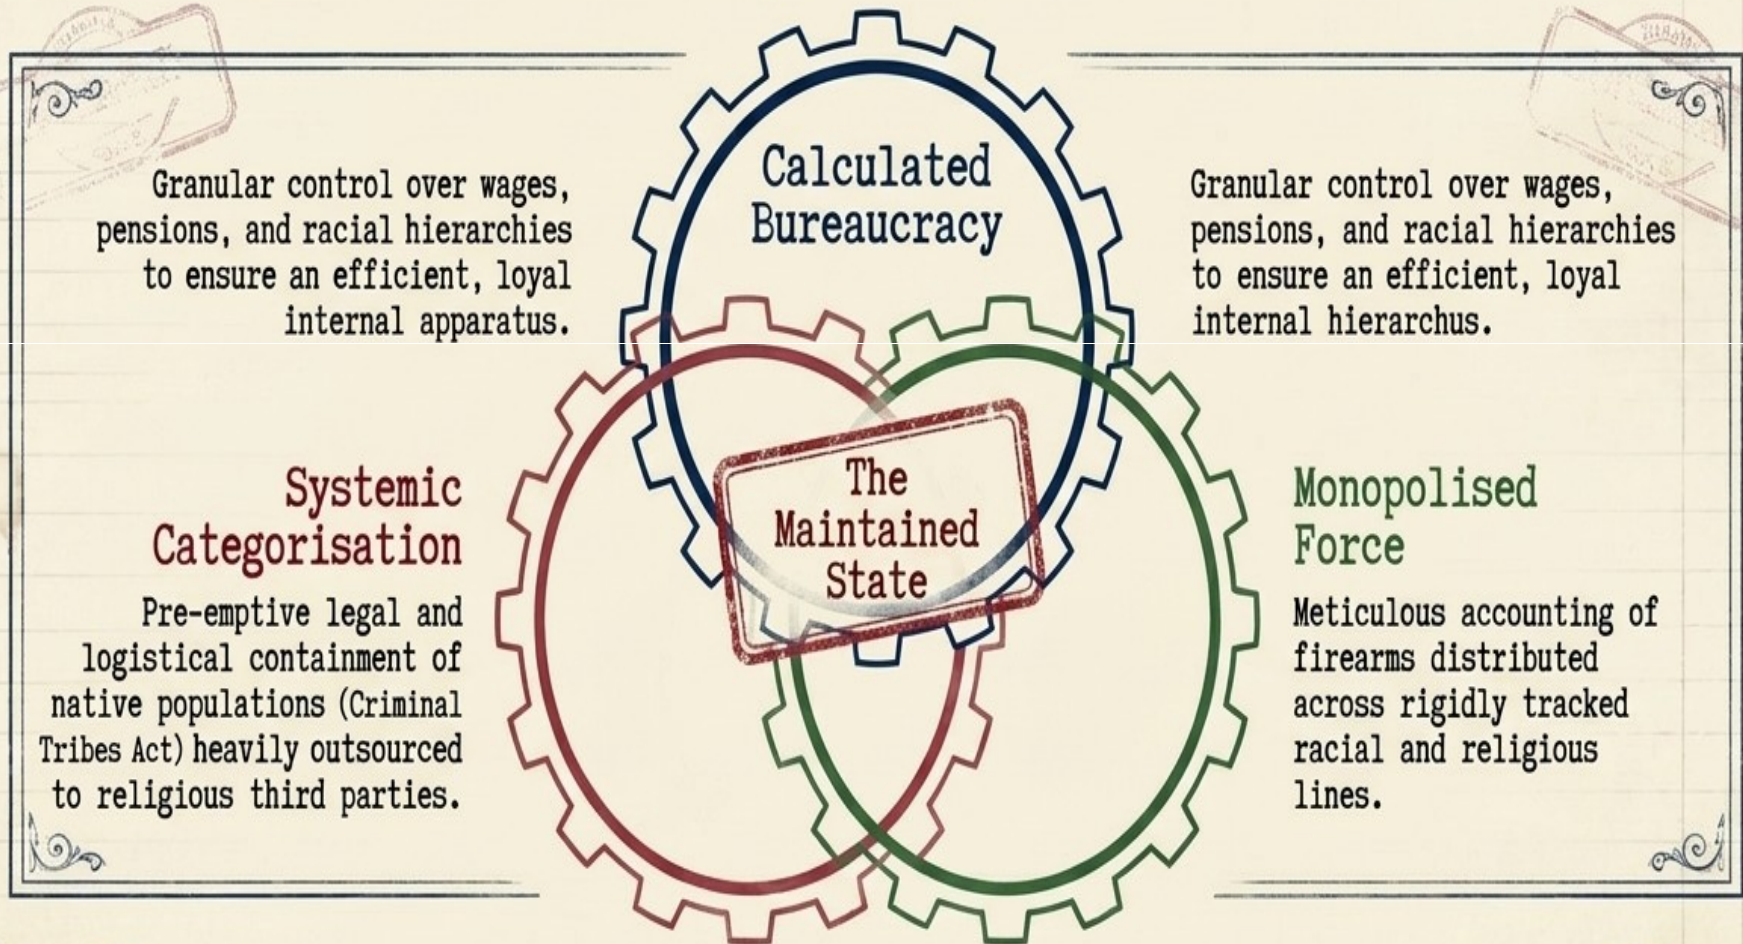 Calculated
Bureaucracy
Granular control over wages,
pensions, and racial hierarchies
to ensure an efficient, loyal
internal apparatus.
Granular control over wages,
pensions, and racial hierarchies
to ensure an efficient, loyal
internal hierarchus.
The
Maintained
State
Systemic
Categorisation
Pre-emptive legal and
logistical containment of
native populations (Criminal
Tribes Act) heavily outsourced
to religious third parties.
Monopolised
Force
Meticulous accounting of
firearms distributed
across rigidly tracked
racial and religious
lines.